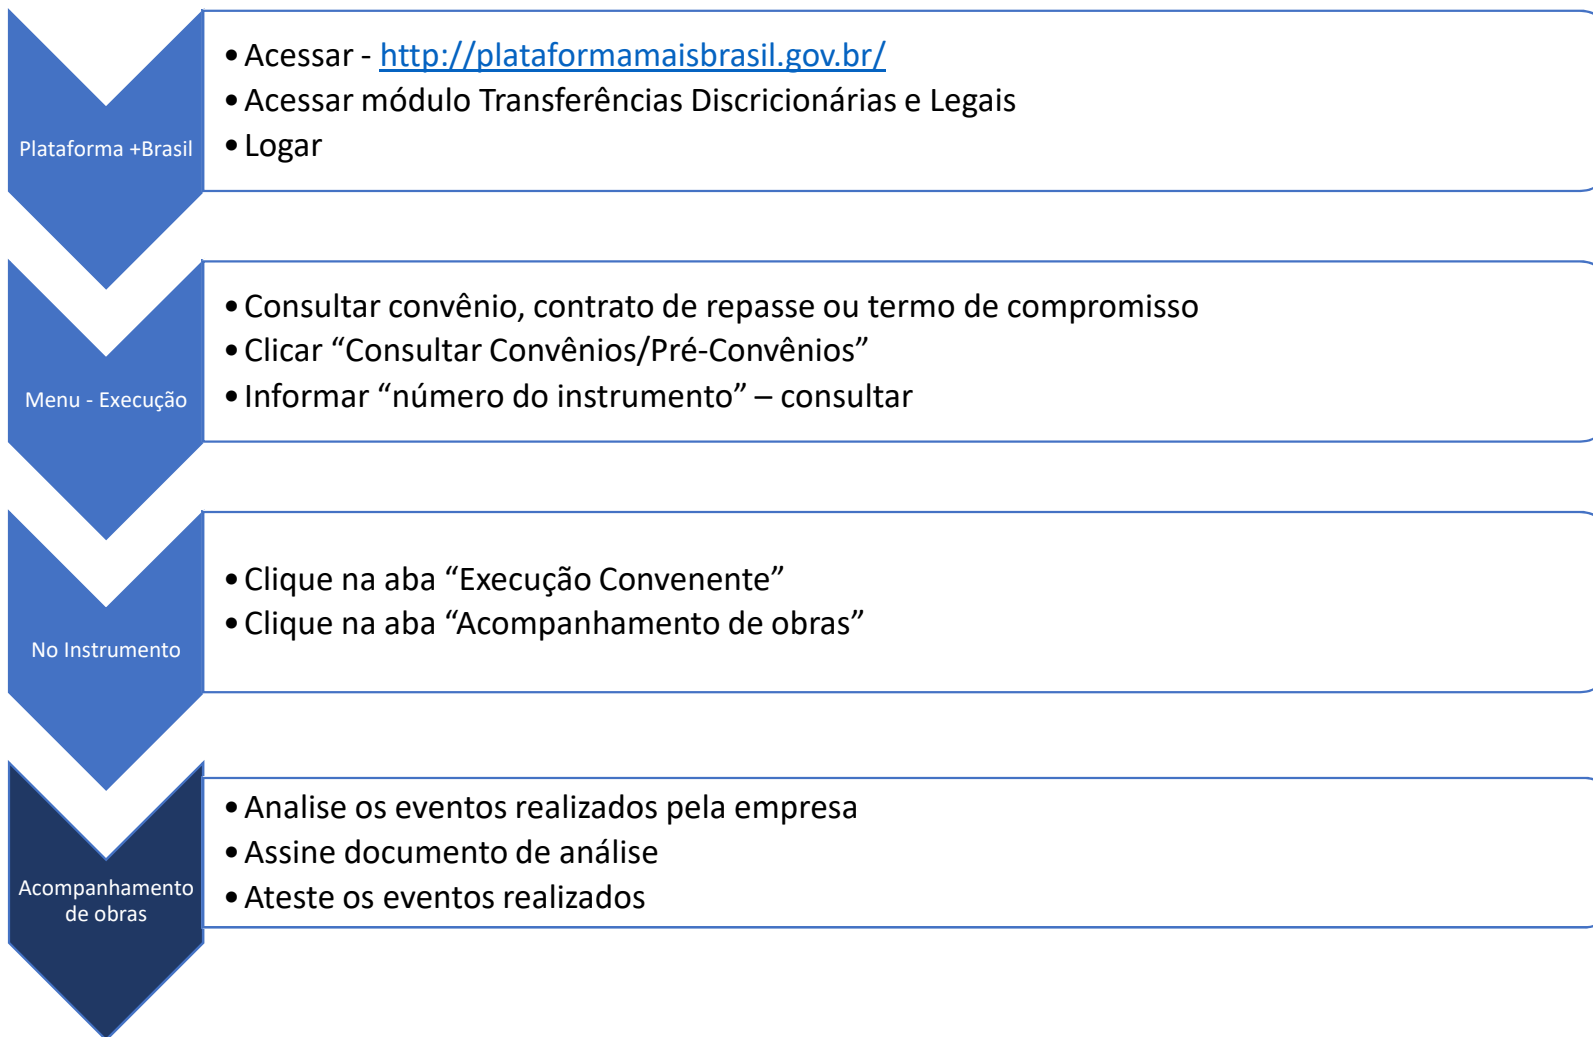 Plataforma +Brasil
• Acessar - http://plataformamaisbrasil.gov.br/
• Acessar módulo Transferências Discricionárias e Legais
• Logar
Menu - Execução
• Consultar convênio, contrato de repasse ou termo de compromisso
• Clicar “Consultar Convênios/Pré-Convênios”
• Informar “número do instrumento” – consultar
No Instrumento
• Clique na aba “Execução Convenente”
• Clique na aba “Acompanhamento de obras”
Acompanhamento
de obras
• Analise os eventos realizados pela empresa
• Assine documento de análise
• Ateste os eventos realizados